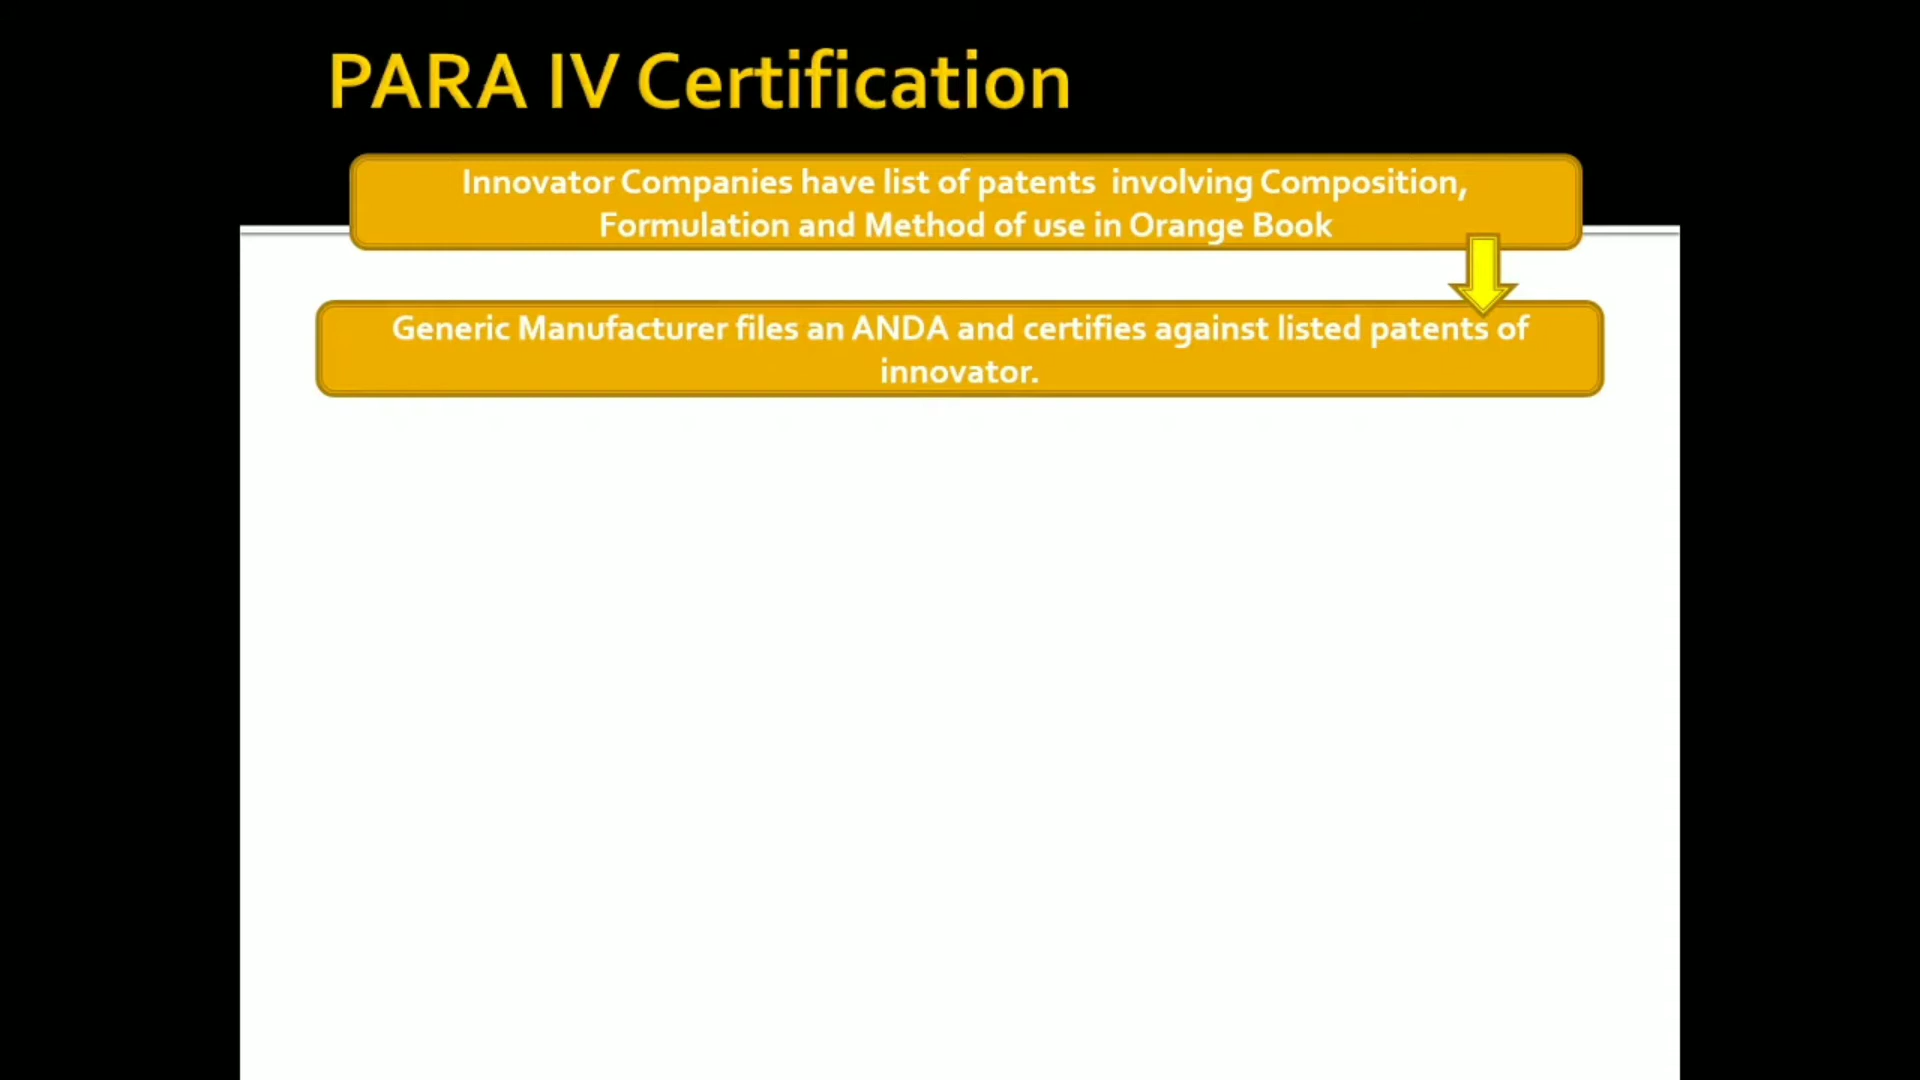 PARA IV Certification
Innovator Companies have list of patents involving Composition,
Formulation and Method of use in Orange Book
Generic Manufacturer files an ANDA and certifies against listed patents of
innovator.